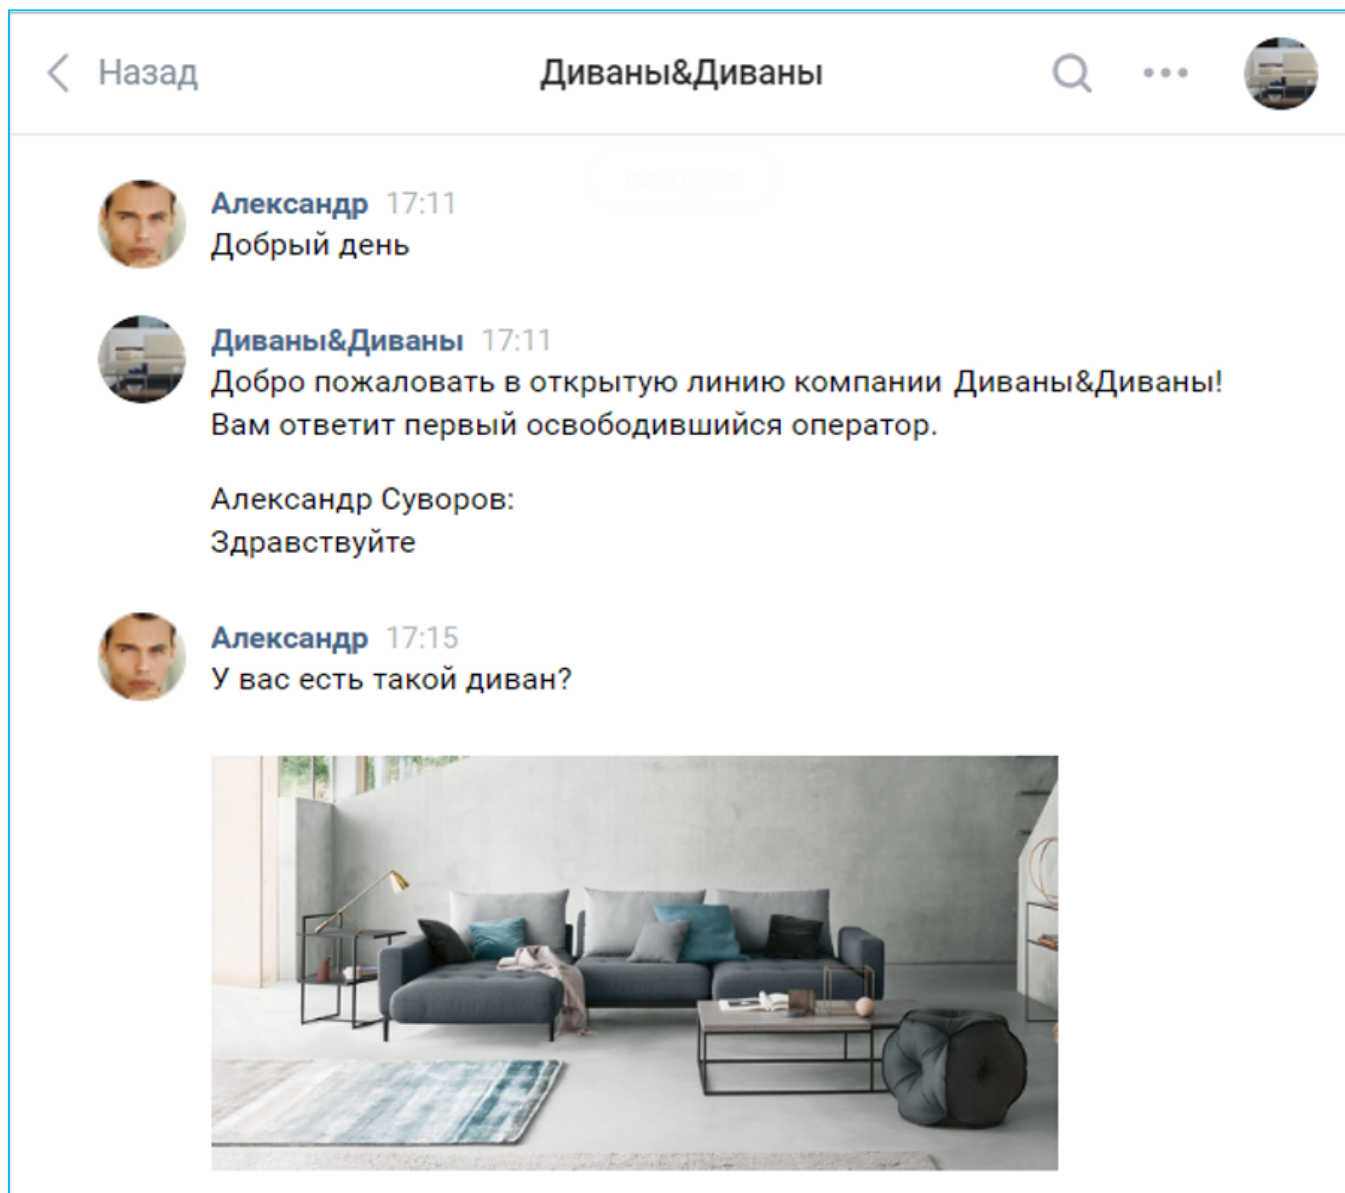 Назад
Диваны&Диваны
Александр 17:11
Добрый день
Диваны&Диваны 17:11
Добро пожаловать в открытую линию компании Диваны&Диваны!
Вам ответит первый освободившийся оператор.
Александр Суворов:
Здравствуйте
Александр 17:15
У вас есть такой диван?